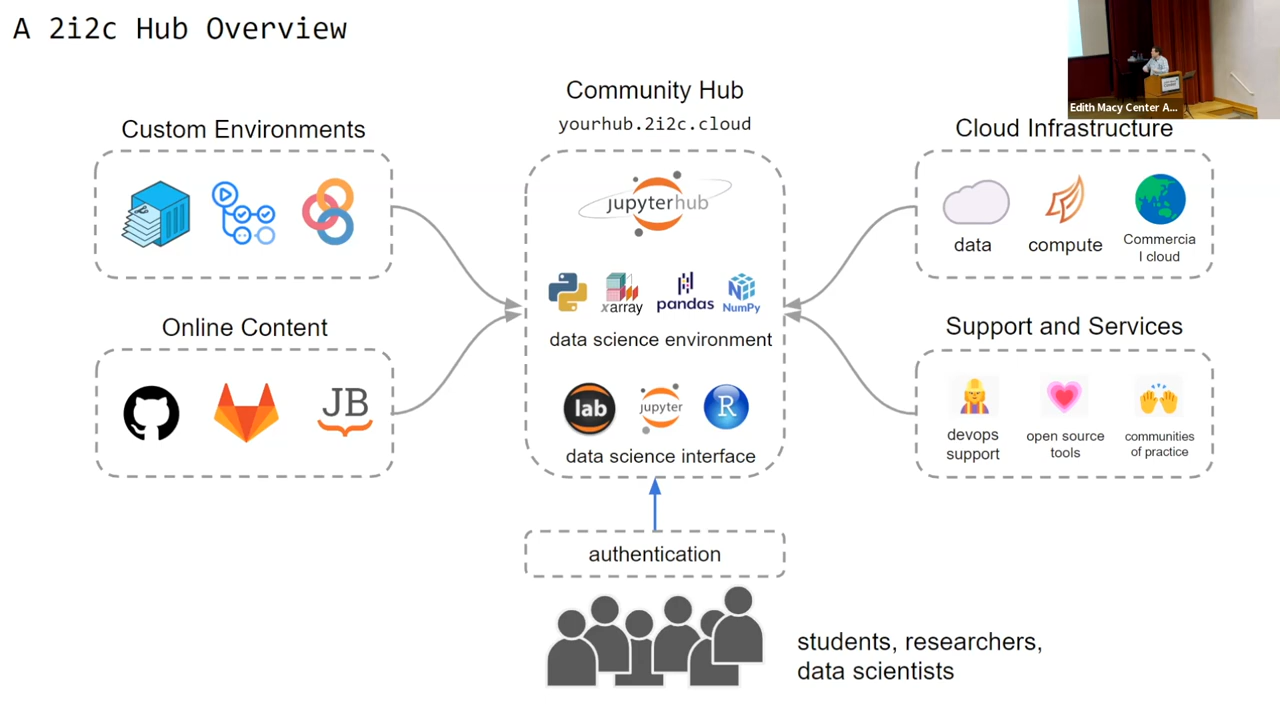 A 2i2c Hub Overview
Edith Macy Center A...
Custom Environments
Online Content
JB
Community Hub
yourhub.2i2c.cloud
jupyterhub
xarray
pandas
NumPy
data science environment
lab
jupyter
R
data science interface
authentication
students, researchers,
data scientists
Cloud Infrastructure
data
compute
Commercia
l cloud
Support and Services
devops
support
open source
tools
communities
of practice